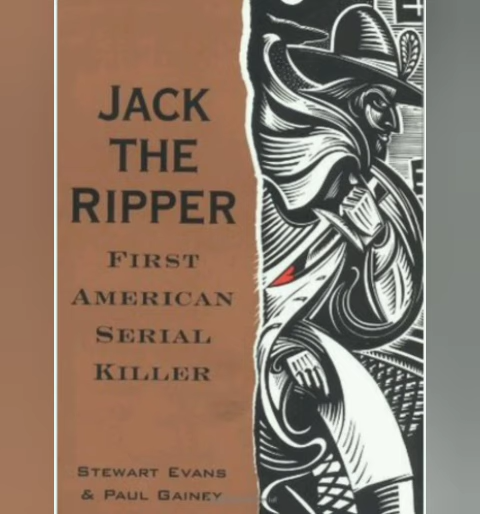 JACK
THE
RIPPER
FIRST
AMERICAN
SERIAL
KILLER
STEWART EVANS
& PAUL GAINEY